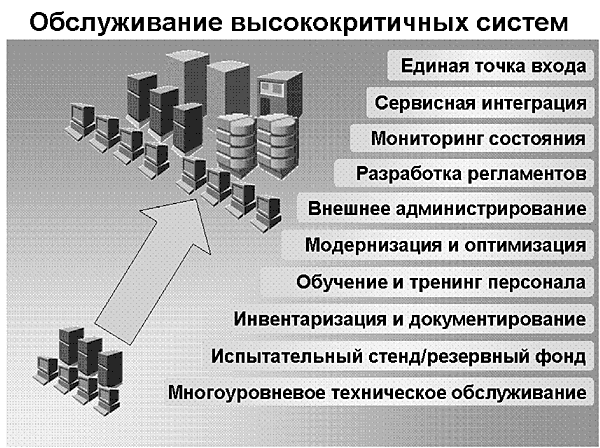 Обслуживание высококритичных систем
Единая точка входа
Сервисная интеграция
Мониторинг состояния
Разработка регламентов
Внешнее администрирование
Модернизация и оптимизация
Обучение и тренинг персонала
Инвентаризация и документирование
Испытательный стенд/резервный фонд
Многоуровневое техническое обслуживание